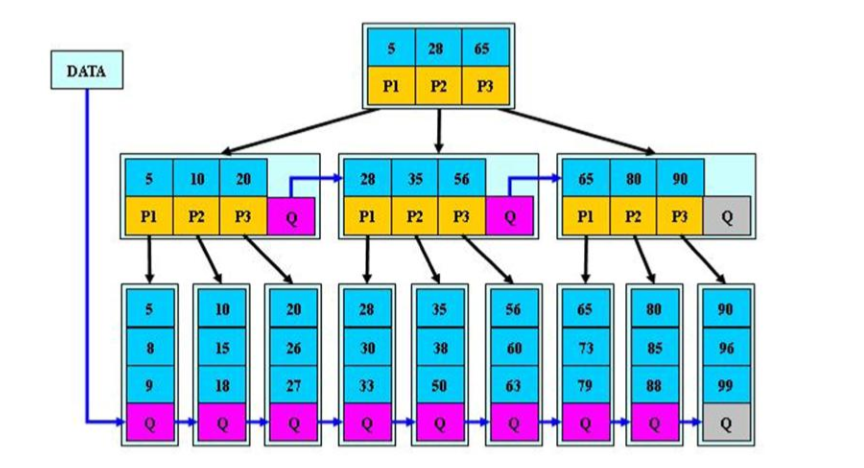 5 28 65
DATA
P1 P2 P3
5 10 20
28 35 56
65 80 90
P1 P2 P3 Q
P1 P2 P3 Q
P1 P2 P3 Q
5 10 20 28 35 56 65 80 90
8 15 26 30 38 60 73 85 96
9 18 27 33 50 63 79 88 99
Q Q Q Q Q Q Q Q Q